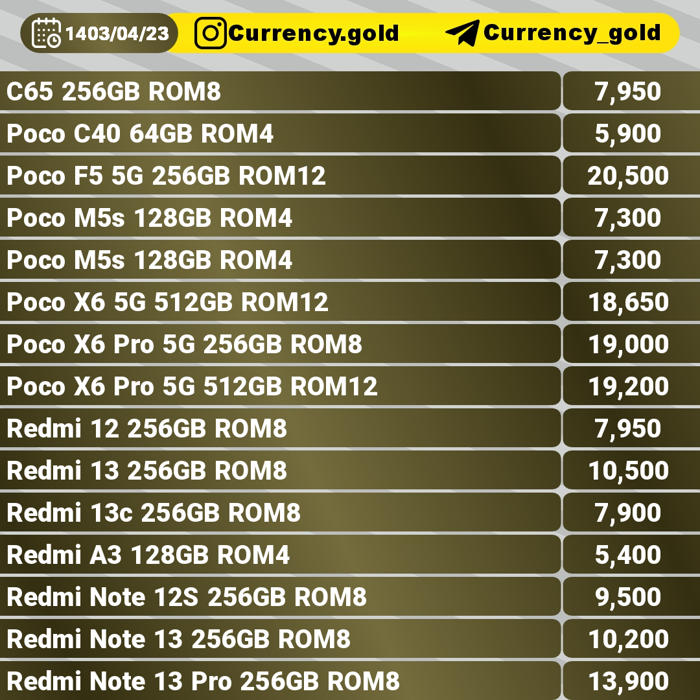 1403/04/23 Currency.gold Currency_gold
C65 256GB ROM8 7,950
Poco C40 64GB ROM4 5,900
Poco F5 5G 256GB ROM12 20,500
Poco M5s 128GB ROM4 7,300
Poco M5s 128GB ROM4 7,300
Poco X6 5G 512GB ROM12 18,650
Poco X6 Pro 5G 256GB ROM8 19,000
Poco X6 Pro 5G 512GB ROM12 19,200
Redmi 12 256GB ROM8 7,950
Redmi 13 256GB ROM8 10,500
Redmi 13c 256GB ROM8 7,900
Redmi A3 128GB ROM4 5,400
Redmi Note 12S 256GB ROM8 9,500
Redmi Note 13 256GB ROM8 10,200
Redmi Note 13 Pro 256GB ROM8 13,900